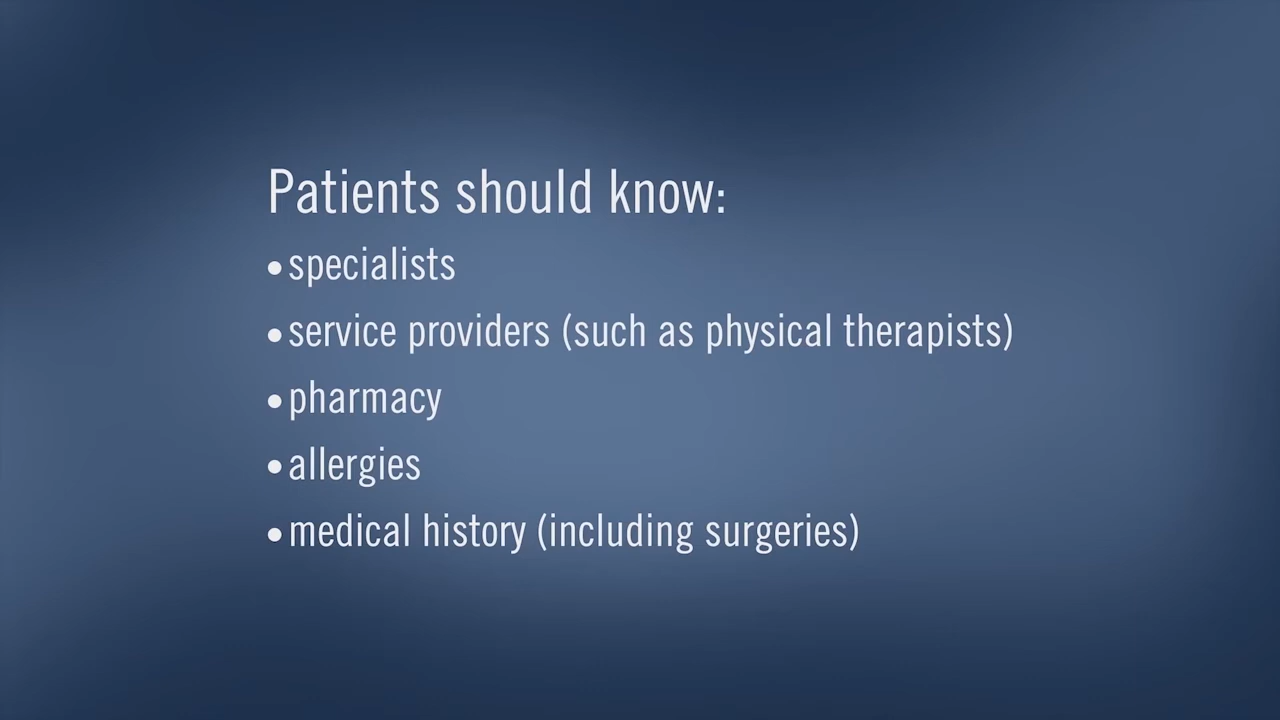 Patients should know:
•specialists
•service providers (such as physical therapists)
•pharmacy
•allergies
•medical history (including surgeries)